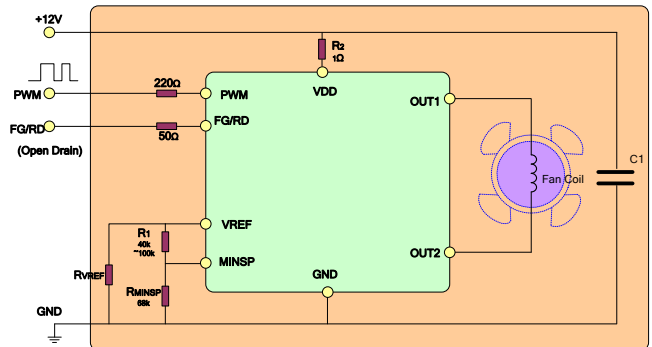 +12V
R2
1Ω
220Ω
PWM
PWM
VDD
OUT1
FG/RD
FG/RD
50Ω
(Open Drain)
C1
Fan Coil
VREF
R1
40k
~100k
MINSP
OUT2
RVREF
GND
RMINSP
68k
GND